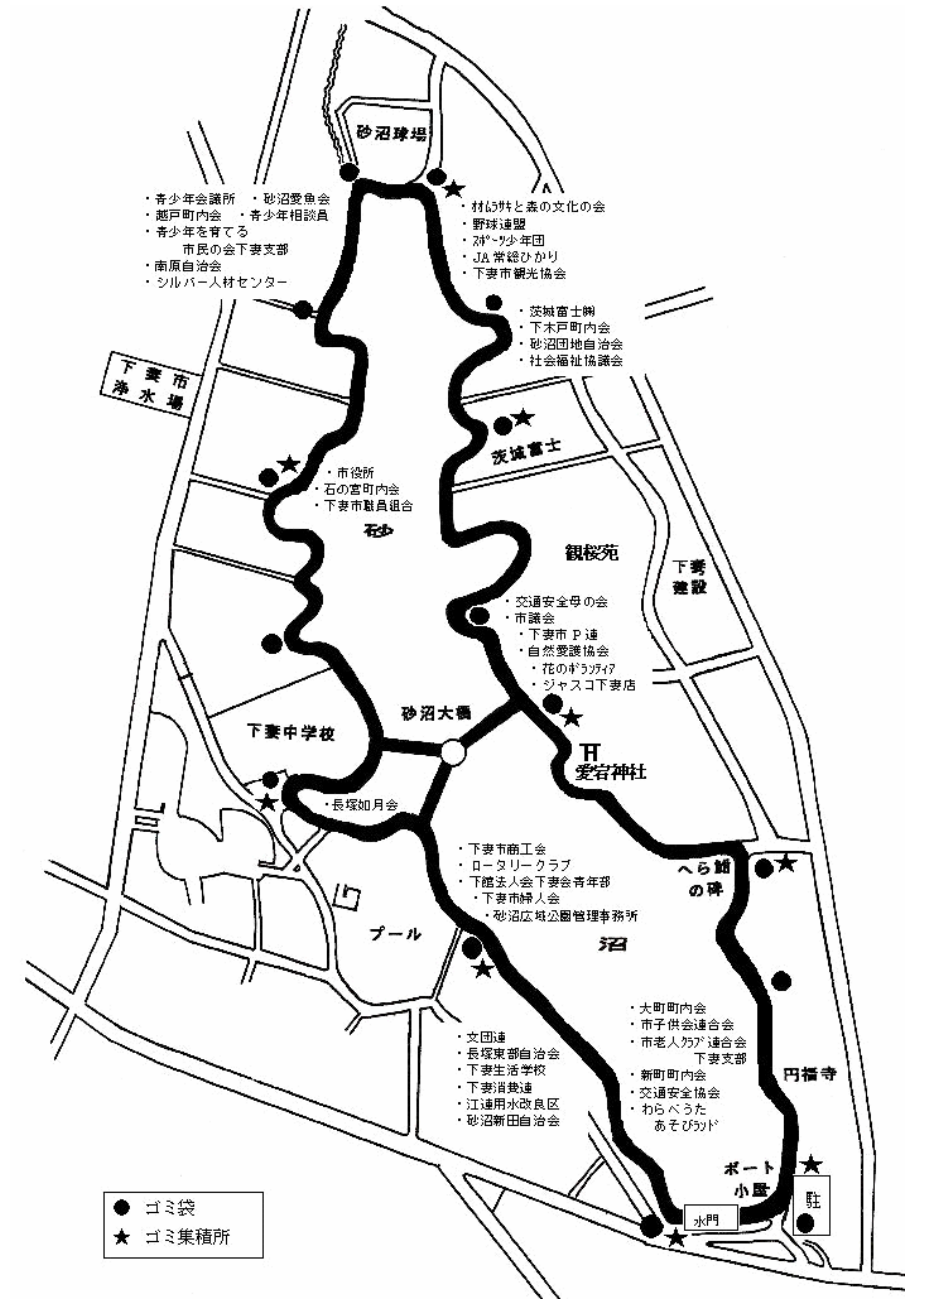 砂沼球場
・青少年会議所　・砂沼愛魚会
・越戸町内会　・青少年相談員
・青少年を育てる
市民の会下妻支部
・南原自治会
・シルバー人材センター
・ｵｵﾑﾗｻｷと森の文化の会
・野球連盟
・ｽﾎﾟｰﾂ少年団
・JA常総ひかり
・下妻市観光協会
・茨城富士㈱
・下木戸町内会
・砂沼団地自治会
・社会福祉協議会
下妻市
浄水場
茨城富士
・市役所
・石の宮町内会
・下妻市職員組合
砂
観桜苑
下妻
建設
・交通安全母の会
・市議会
・下妻市Ｐ連
・自然愛護協会
・花のﾎﾞﾗﾝﾃｨｱ
・ジャスコ下妻店
砂沼大橋
下妻中学校
愛宕神社
・長塚如月会
・下妻市商工会
・ロータリークラブ
・下館法人会下妻会青年部
・下妻市婦人会
・砂沼広域公園管理事務所
へら鮒
の碑
プール
沼
・大町町内会
・市子供会連合会
・市老人ｸﾗﾌﾞ連合会
下妻支部
・新町町内会
・交通安全協会
・わらべうた
あそびﾗﾝﾄﾞ
・文団連
・長塚東部自治会
・下妻生活学校
・下妻消費連
・江連用水改良区
・砂沼新田自治会
円福寺
ボート
小屋
駐
水門
● ゴミ袋
★ ゴミ集積所